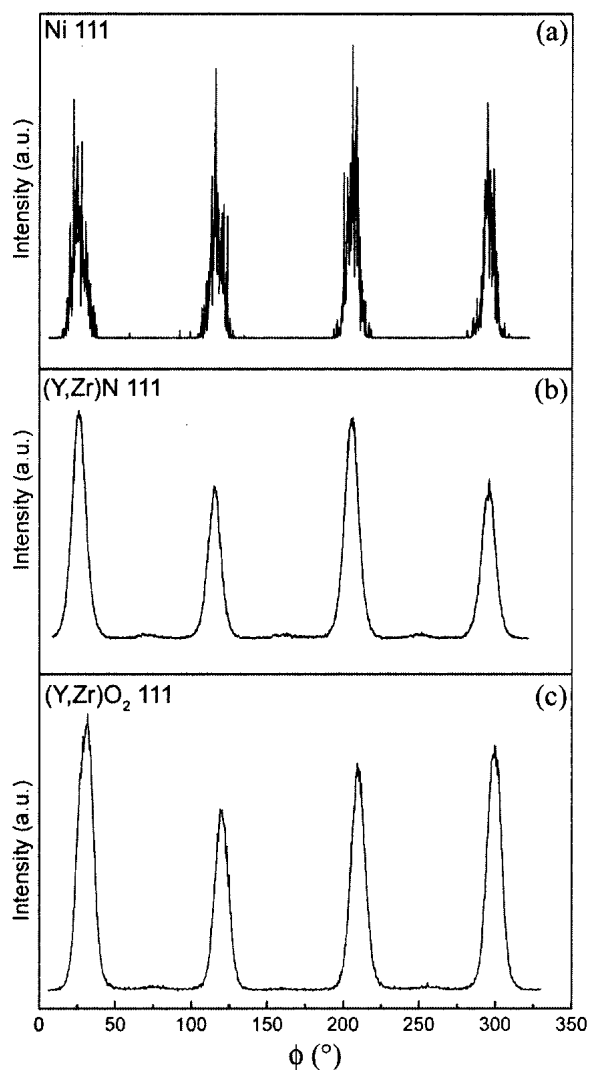 Ni 111
(a)
Intensity (a.u.)
(Y,Zr)N 111
(b)
Intensity (a.u.)
(Y,Zr)O₂ 111
(c)
Intensity (a.u.)
0 50 100 150 200 250 300 350
ϕ (°)